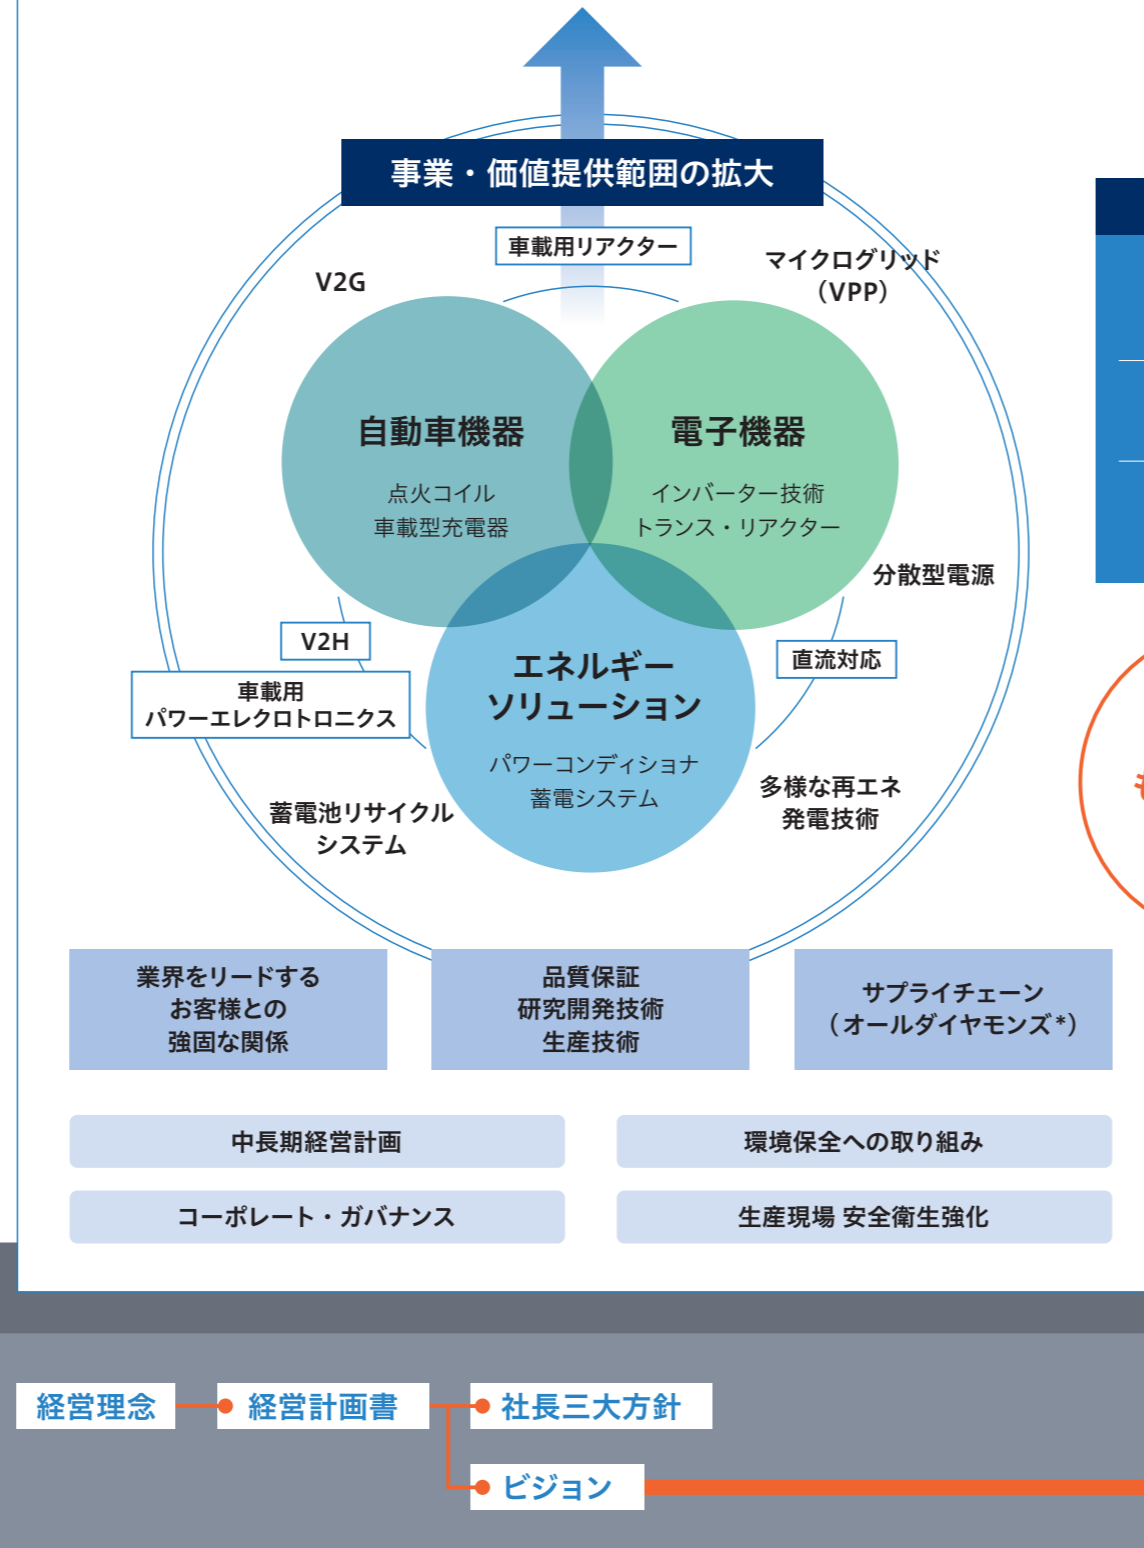 事業・価値提供範囲の拡大
車載用リアクター
V2G
マイクログリッド
（VPP）
自動車機器
点火コイル
車載型充電器
電子機器
インバーター技術
トランス・リアクター
分散型電源
V2H
車載用
パワーエレクロトロニクス
直流対応
エネルギー
ソリューション
パワーコンディショナ
蓄電システム
蓄電池リサイクル
システム
多様な再エネ
発電技術
業界をリードする
お客様との
強固な関係
品質保証
研究開発技術
生産技術
サプライチェーン
（オールダイヤモンズ*）
中長期経営計画
環境保全への取り組み
コーポレート・ガバナンス
生産現場 安全衛生強化
経営理念
経営計画書
社長三大方針
ビジョン